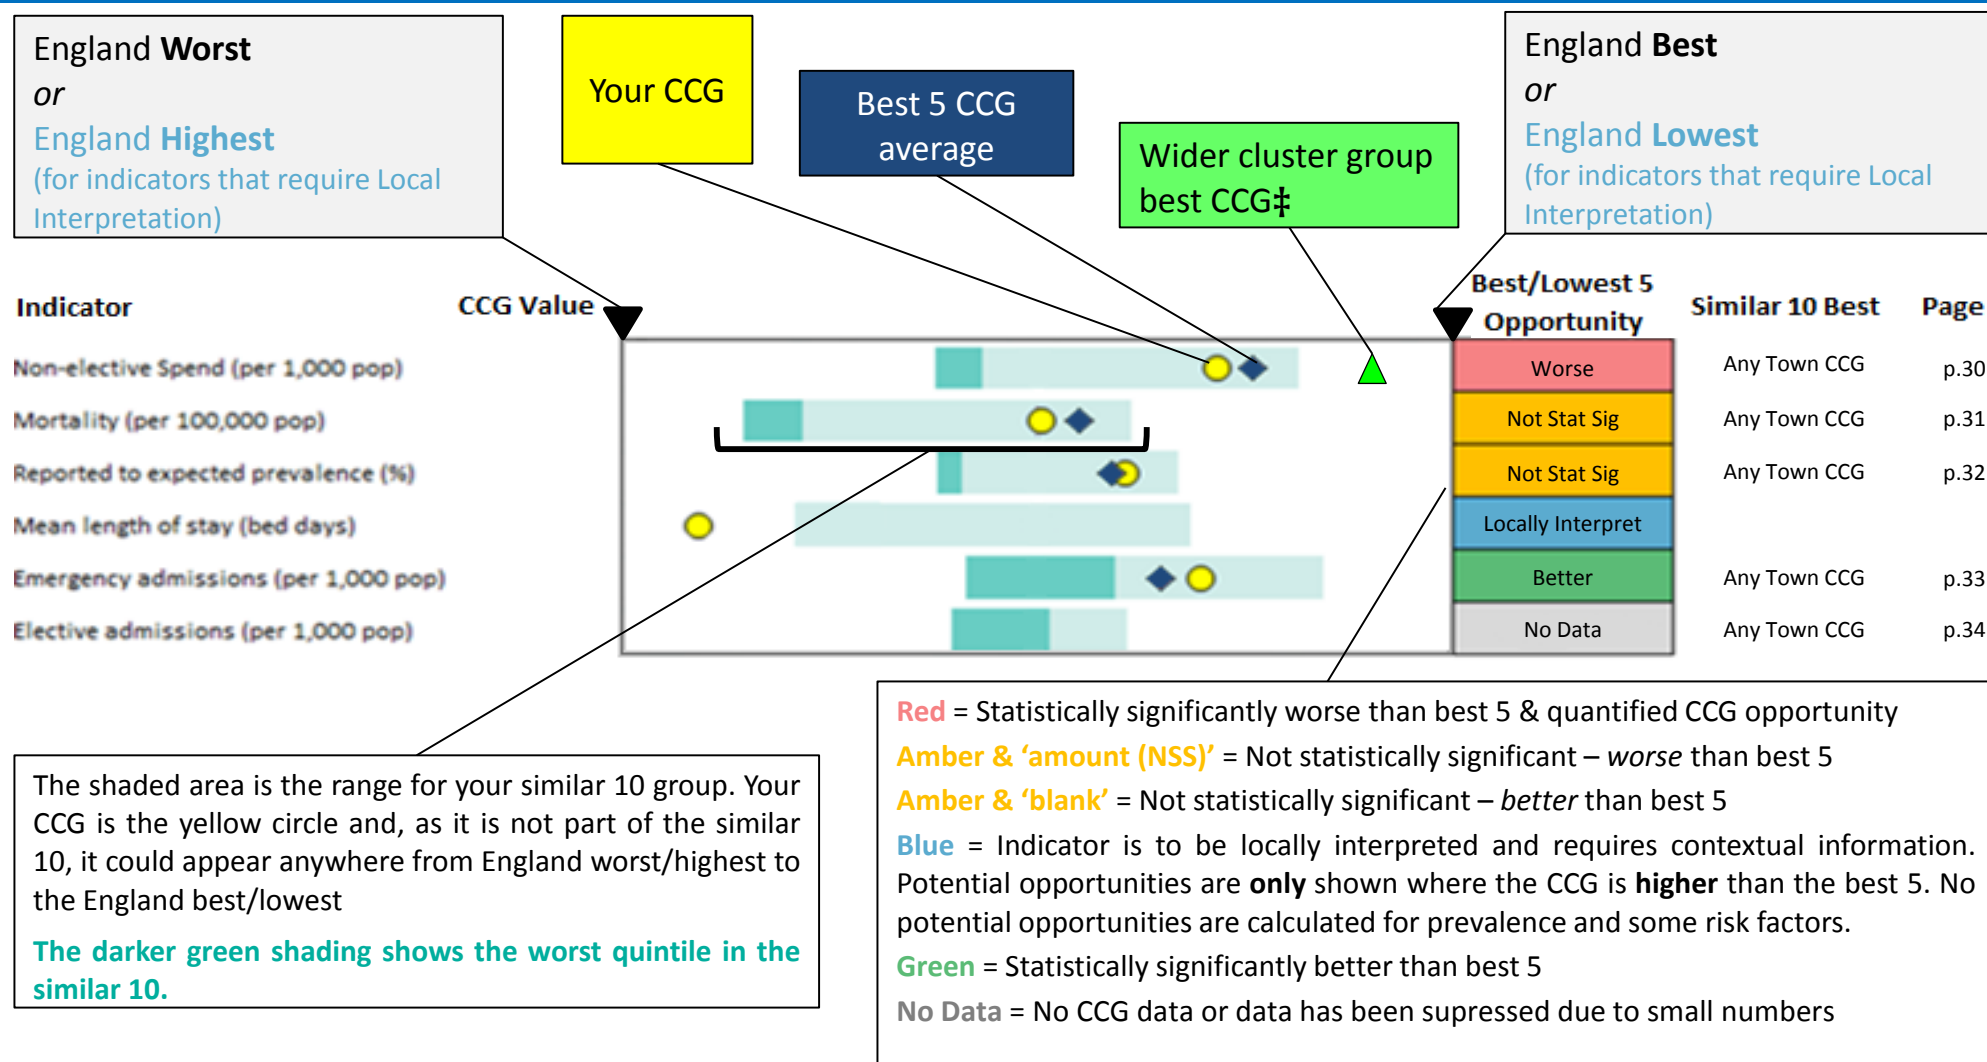 England Worst
or
England Highest
(for indicators that require Local
Interpretation)
Your CCG
Best 5 CCG
average
Wider cluster group
best CCG‡
England Best
or
England Lowest
(for indicators that require Local
Interpretation)
Indicator
CCG Value
Best/Lowest 5
Opportunity
Similar 10 Best
Page
Non-elective Spend (per 1,000 pop)
Worse
Any Town CCG
p.30
Mortality (per 100,000 pop)
Not Stat Sig
Any Town CCG
p.31
Reported to expected prevalence (%)
Not Stat Sig
Any Town CCG
p.32
Mean length of stay (bed days)
Locally Interpret
Emergency admissions (per 1,000 pop)
Better
Any Town CCG
p.33
Elective admissions (per 1,000 pop)
No Data
Any Town CCG
p.34
The shaded area is the range for your similar 10 group. Your
CCG is the yellow circle and, as it is not part of the similar
10, it could appear anywhere from England worst/highest to
the England best/lowest
The darker green shading shows the worst quintile in the
similar 10.
Red = Statistically significantly worse than best 5 & quantified CCG opportunity
Amber & ‘amount (NSS)’ = Not statistically significant – worse than best 5
Amber & ‘blank’ = Not statistically significant – better than best 5
Blue = Indicator is to be locally interpreted and requires contextual information.
Potential opportunities are only shown where the CCG is higher than the best 5. No
potential opportunities are calculated for prevalence and some risk factors.
Green = Statistically significantly better than best 5
No Data = No CCG data or data has been supressed due to small numbers